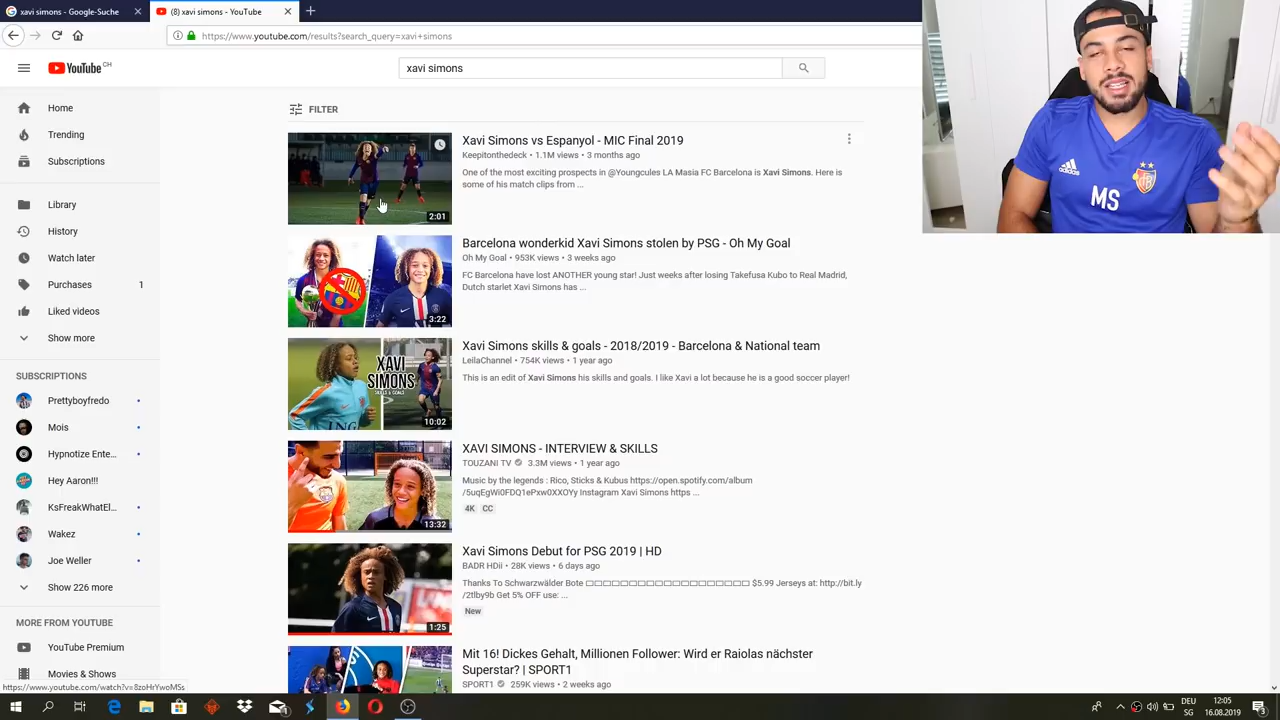 xavi simons - Google Suche
(8) xavi simons - YouTube
https://www.youtube.com/results?search_query=xavi+simons
YouTube CH
xavi simons
Home
Trending
Subscriptions
Library
History
Watch later
Purchases 1
Liked videos
Show more
SUBSCRIPTIONS
Prettyboyfredo
Mois
Hypnotize Ente...
Hey Aaron!!!
KsFreakWhatEl...
Wakez
Joe Weller
Show 226 more
MORE FROM YOUTUBE
YouTube Premium
Movies & Shows
https://www.youtube.com/watch?v=8zoHrYwoMSs
FILTER
2:01
Xavi Simons vs Espanyol - MIC Final 2019
Keepitonthedeck • 1.1M views • 3 months ago
One of the most exciting prospects in @Youngcules LA Masia FC Barcelona is Xavi Simons. Here is
some of his match clips from ...
3:22
Barcelona wonderkid Xavi Simons stolen by PSG - Oh My Goal
Oh My Goal • 953K views • 3 weeks ago
FC Barcelona have lost ANOTHER young star! Just weeks after losing Takefusa Kubo to Real Madrid,
Dutch starlet Xavi Simons has ...
XAVI
SIMONS
SKILLS & GOALS
ING
10:02
Xavi Simons skills & goals - 2018/2019 - Barcelona & National team
LeilaChannel • 754K views • 1 year ago
This is an edit of Xavi Simons his skills and goals. I like Xavi a lot because he is a good soccer player!
13:32
XAVI SIMONS - INTERVIEW & SKILLS
TOUZANI TV 3.3M views • 1 year ago
Music by the legends : Rico, Sticks & Kubus https://open.spotify.com/album
/5uqEgWi0FDQ1ePxw0XXOYy Instagram Xavi Simons https ...
4K CC
1:25
Xavi Simons Debut for PSG 2019 | HD
BADR HDii • 28K views • 6 days ago
Thanks To Schwarzwälder Bote ▭▭▭▭▭▭▭▭▭▭▭▭▭▭▭▭▭▭ $5.99 Jerseys at: http://bit.ly
/2tlby9b Get 5% OFF use: ...
New
Mit 16! Dickes Gehalt, Millionen Follower: Wird er Raiolas nächster
Superstar? | SPORT1
SPORT1 259K views • 2 weeks ago
adidas
MS
DEU
SG
12:05
16.08.2019